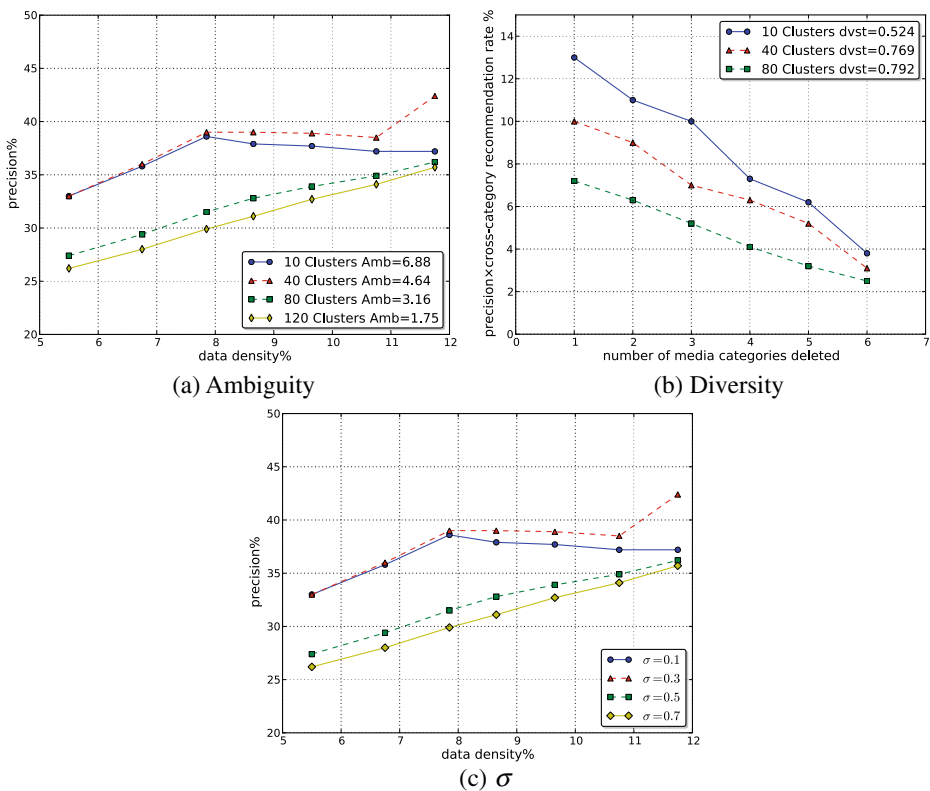 50
45
40
35
30
25
20
precision%
5 6 7 8 9 10 11 12
data density%
10 Clusters Amb=6.88
40 Clusters Amb=4.64
80 Clusters Amb=3.16
120 Clusters Amb=1.75
(a) Ambiguity
14
12
10
8
6
4
2
0
precision×cross-category recommendation rate %
0 1 2 3 4 5 6 7
number of media categories deleted
10 Clusters dvst=0.524
40 Clusters dvst=0.769
80 Clusters dvst=0.792
(b) Diversity
50
45
40
35
30
25
20
precision%
5 6 7 8 9 10 11 12
data density%
σ=0.1
σ=0.3
σ=0.5
σ=0.7
(c) σ